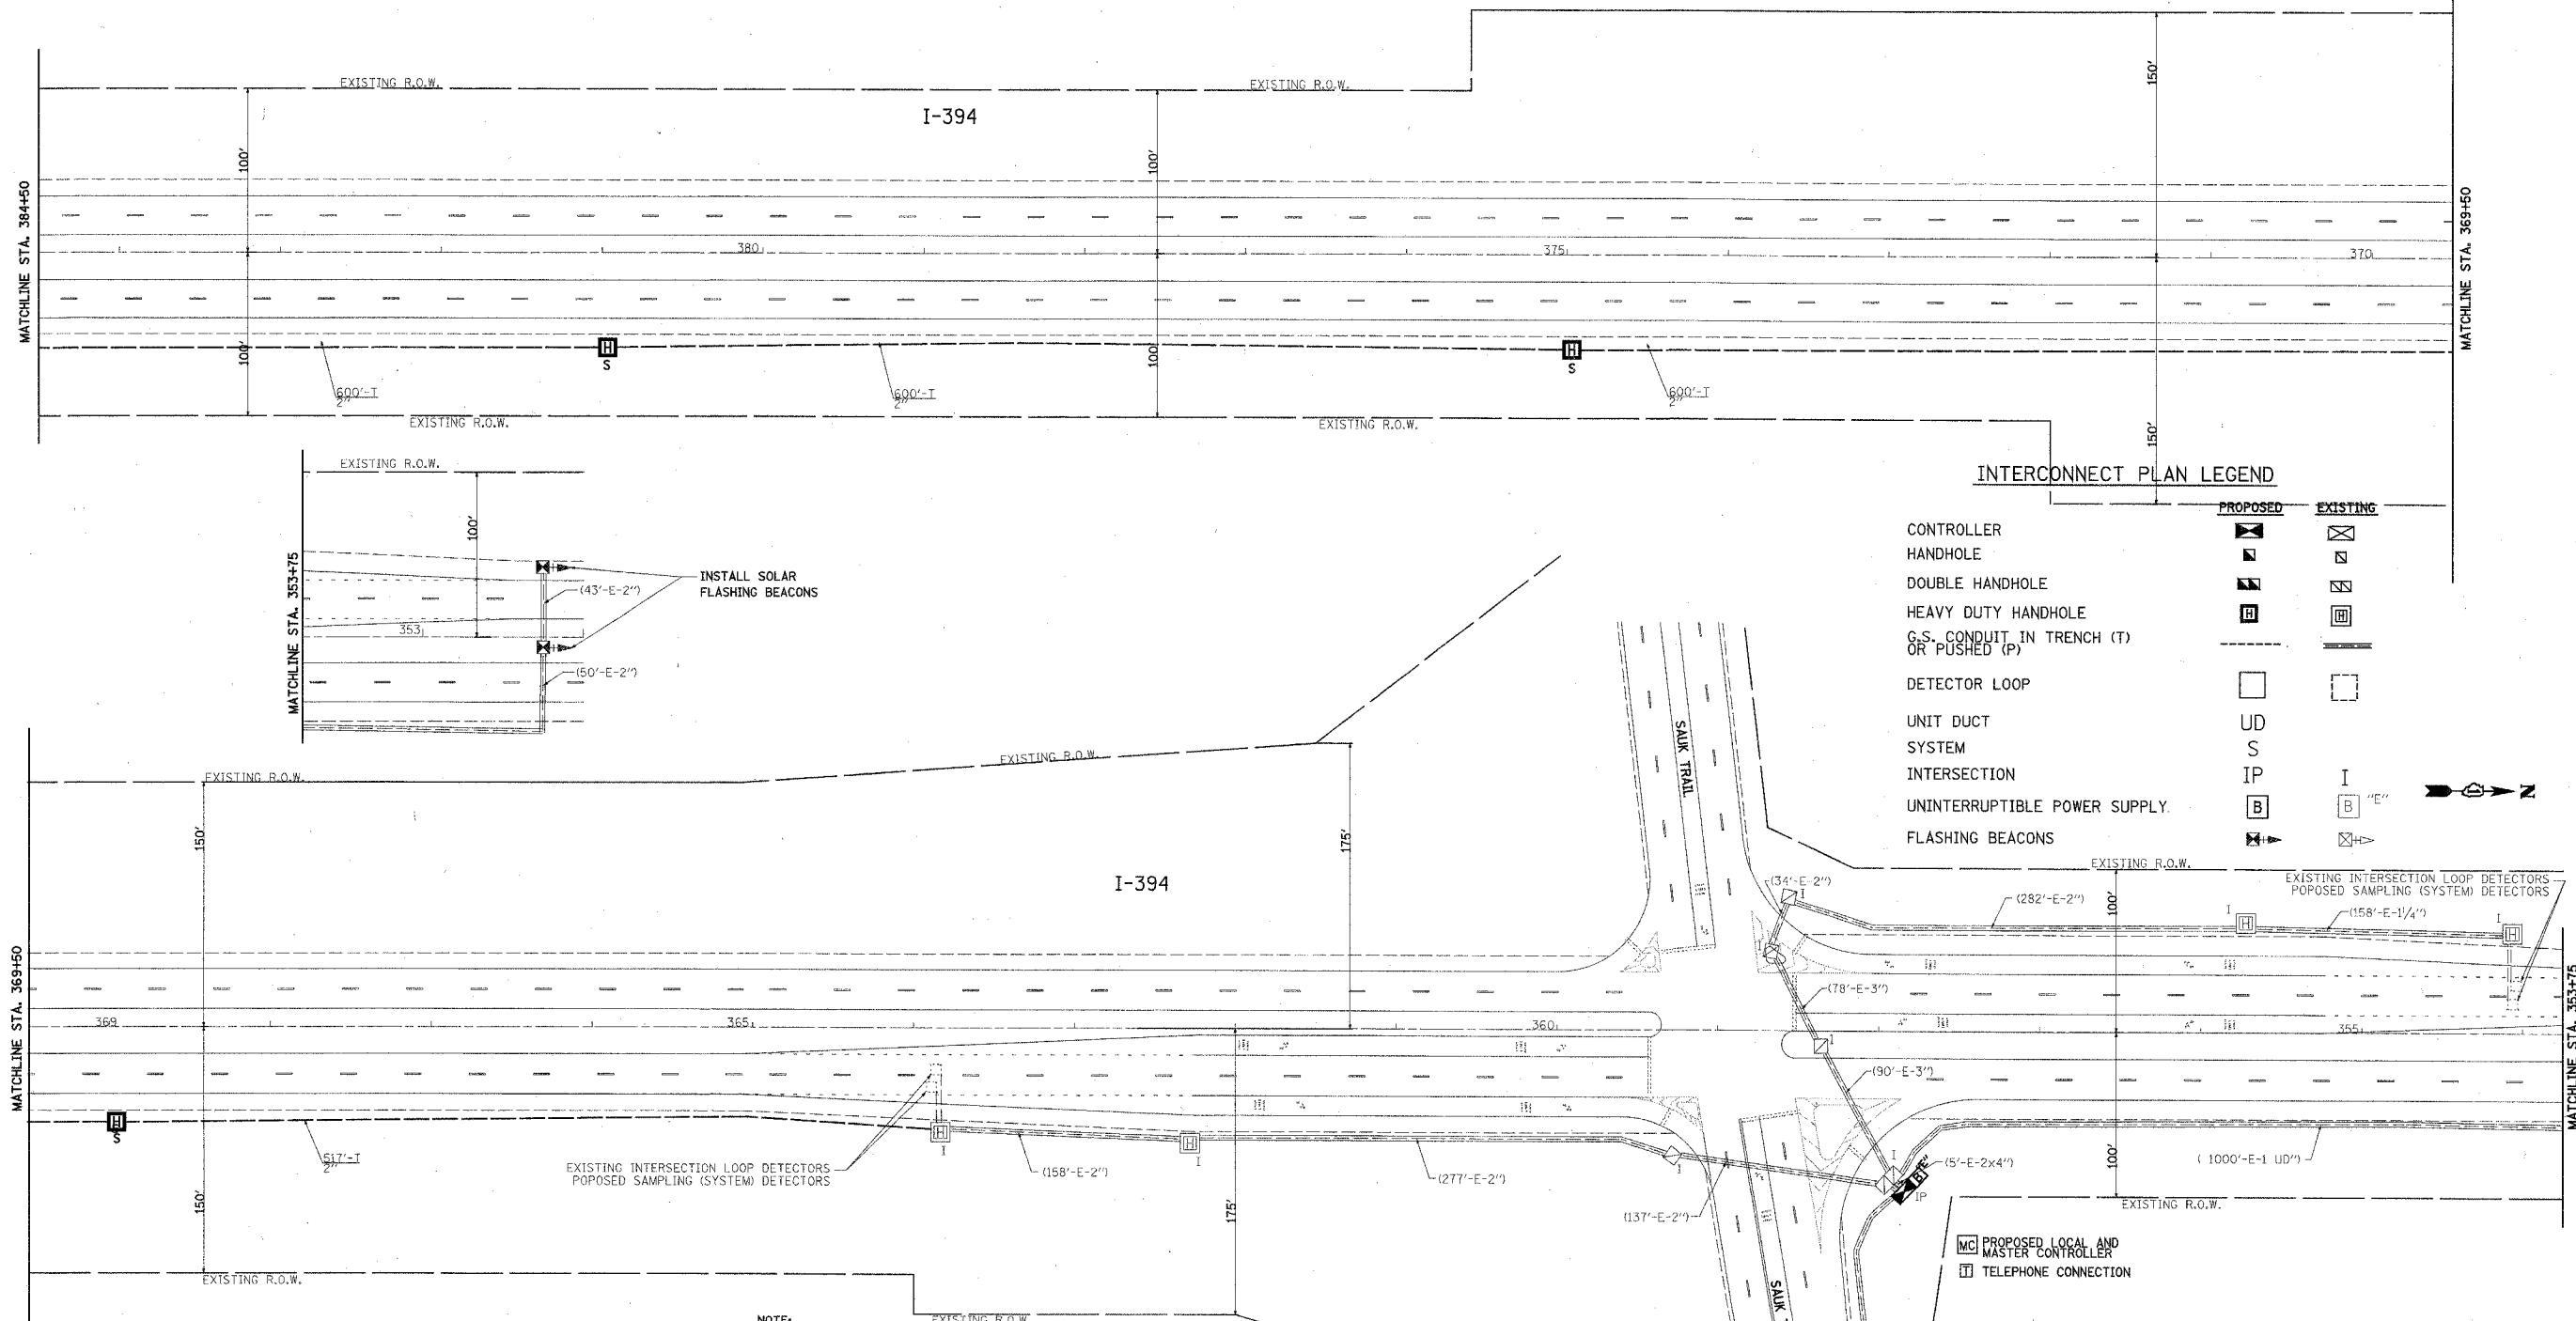 EXISTING R.O.W.
EXISTING R.O.W.
I-394
100'
100'
150'
MATCHLINE STA. 384+50
MATCHLINE STA. 369+50
380
375
370
H
S
H
S
100'
100'
150'
600'-T
2"
600'-T
2"
600'-T
2"
EXISTING R.O.W.
EXISTING R.O.W.
EXISTING R.O.W.
100'
MATCHLINE STA. 353+75
353
(43'-E-2")
(50'-E-2")
INSTALL SOLAR
FLASHING BEACONS
INTERCONNECT PLAN LEGEND
PROPOSED EXISTING
CONTROLLER
HANDHOLE
DOUBLE HANDHOLE
HEAVY DUTY HANDHOLE H H
G.S. CONDUIT IN TRENCH (T)
OR PUSHED (P)
DETECTOR LOOP
UNIT DUCT UD
SYSTEM S
INTERSECTION IP I
UNINTERRUPTIBLE POWER SUPPLY. B B "E"
FLASHING BEACONS
N
EXISTING R.O.W.
EXISTING R.O.W.
150'
175'
I-394
SAUK TRAIL
EXISTING R.O.W.
EXISTING INTERSECTION LOOP DETECTORS
POPOSED SAMPLING (SYSTEM) DETECTORS
(34'-E-2")
I
I
(282'-E-2")
100'
I
H
(158'-E-1 1/4")
I
H
MATCHLINE STA. 369+50
MATCHLINE STA. 353+75
369
365
360
355
(78'-E-3")
I
(90'-E-3")
H
S
517'-T
2"
H
I
(158'-E-2")
H
I
(277'-E-2")
I
(137'-E-2")
I
B "E"
(5'-E-2x4")
IP
( 1000'-E-1 UD")
100'
EXISTING INTERSECTION LOOP DETECTORS
POPOSED SAMPLING (SYSTEM) DETECTORS
150'
175'
EXISTING R.O.W.
EXISTING R.O.W.
MC PROPOSED LOCAL AND
MASTER CONTROLLER
T TELEPHONE CONNECTION
SAUK
NOTE:
EXISTING R.O.W.